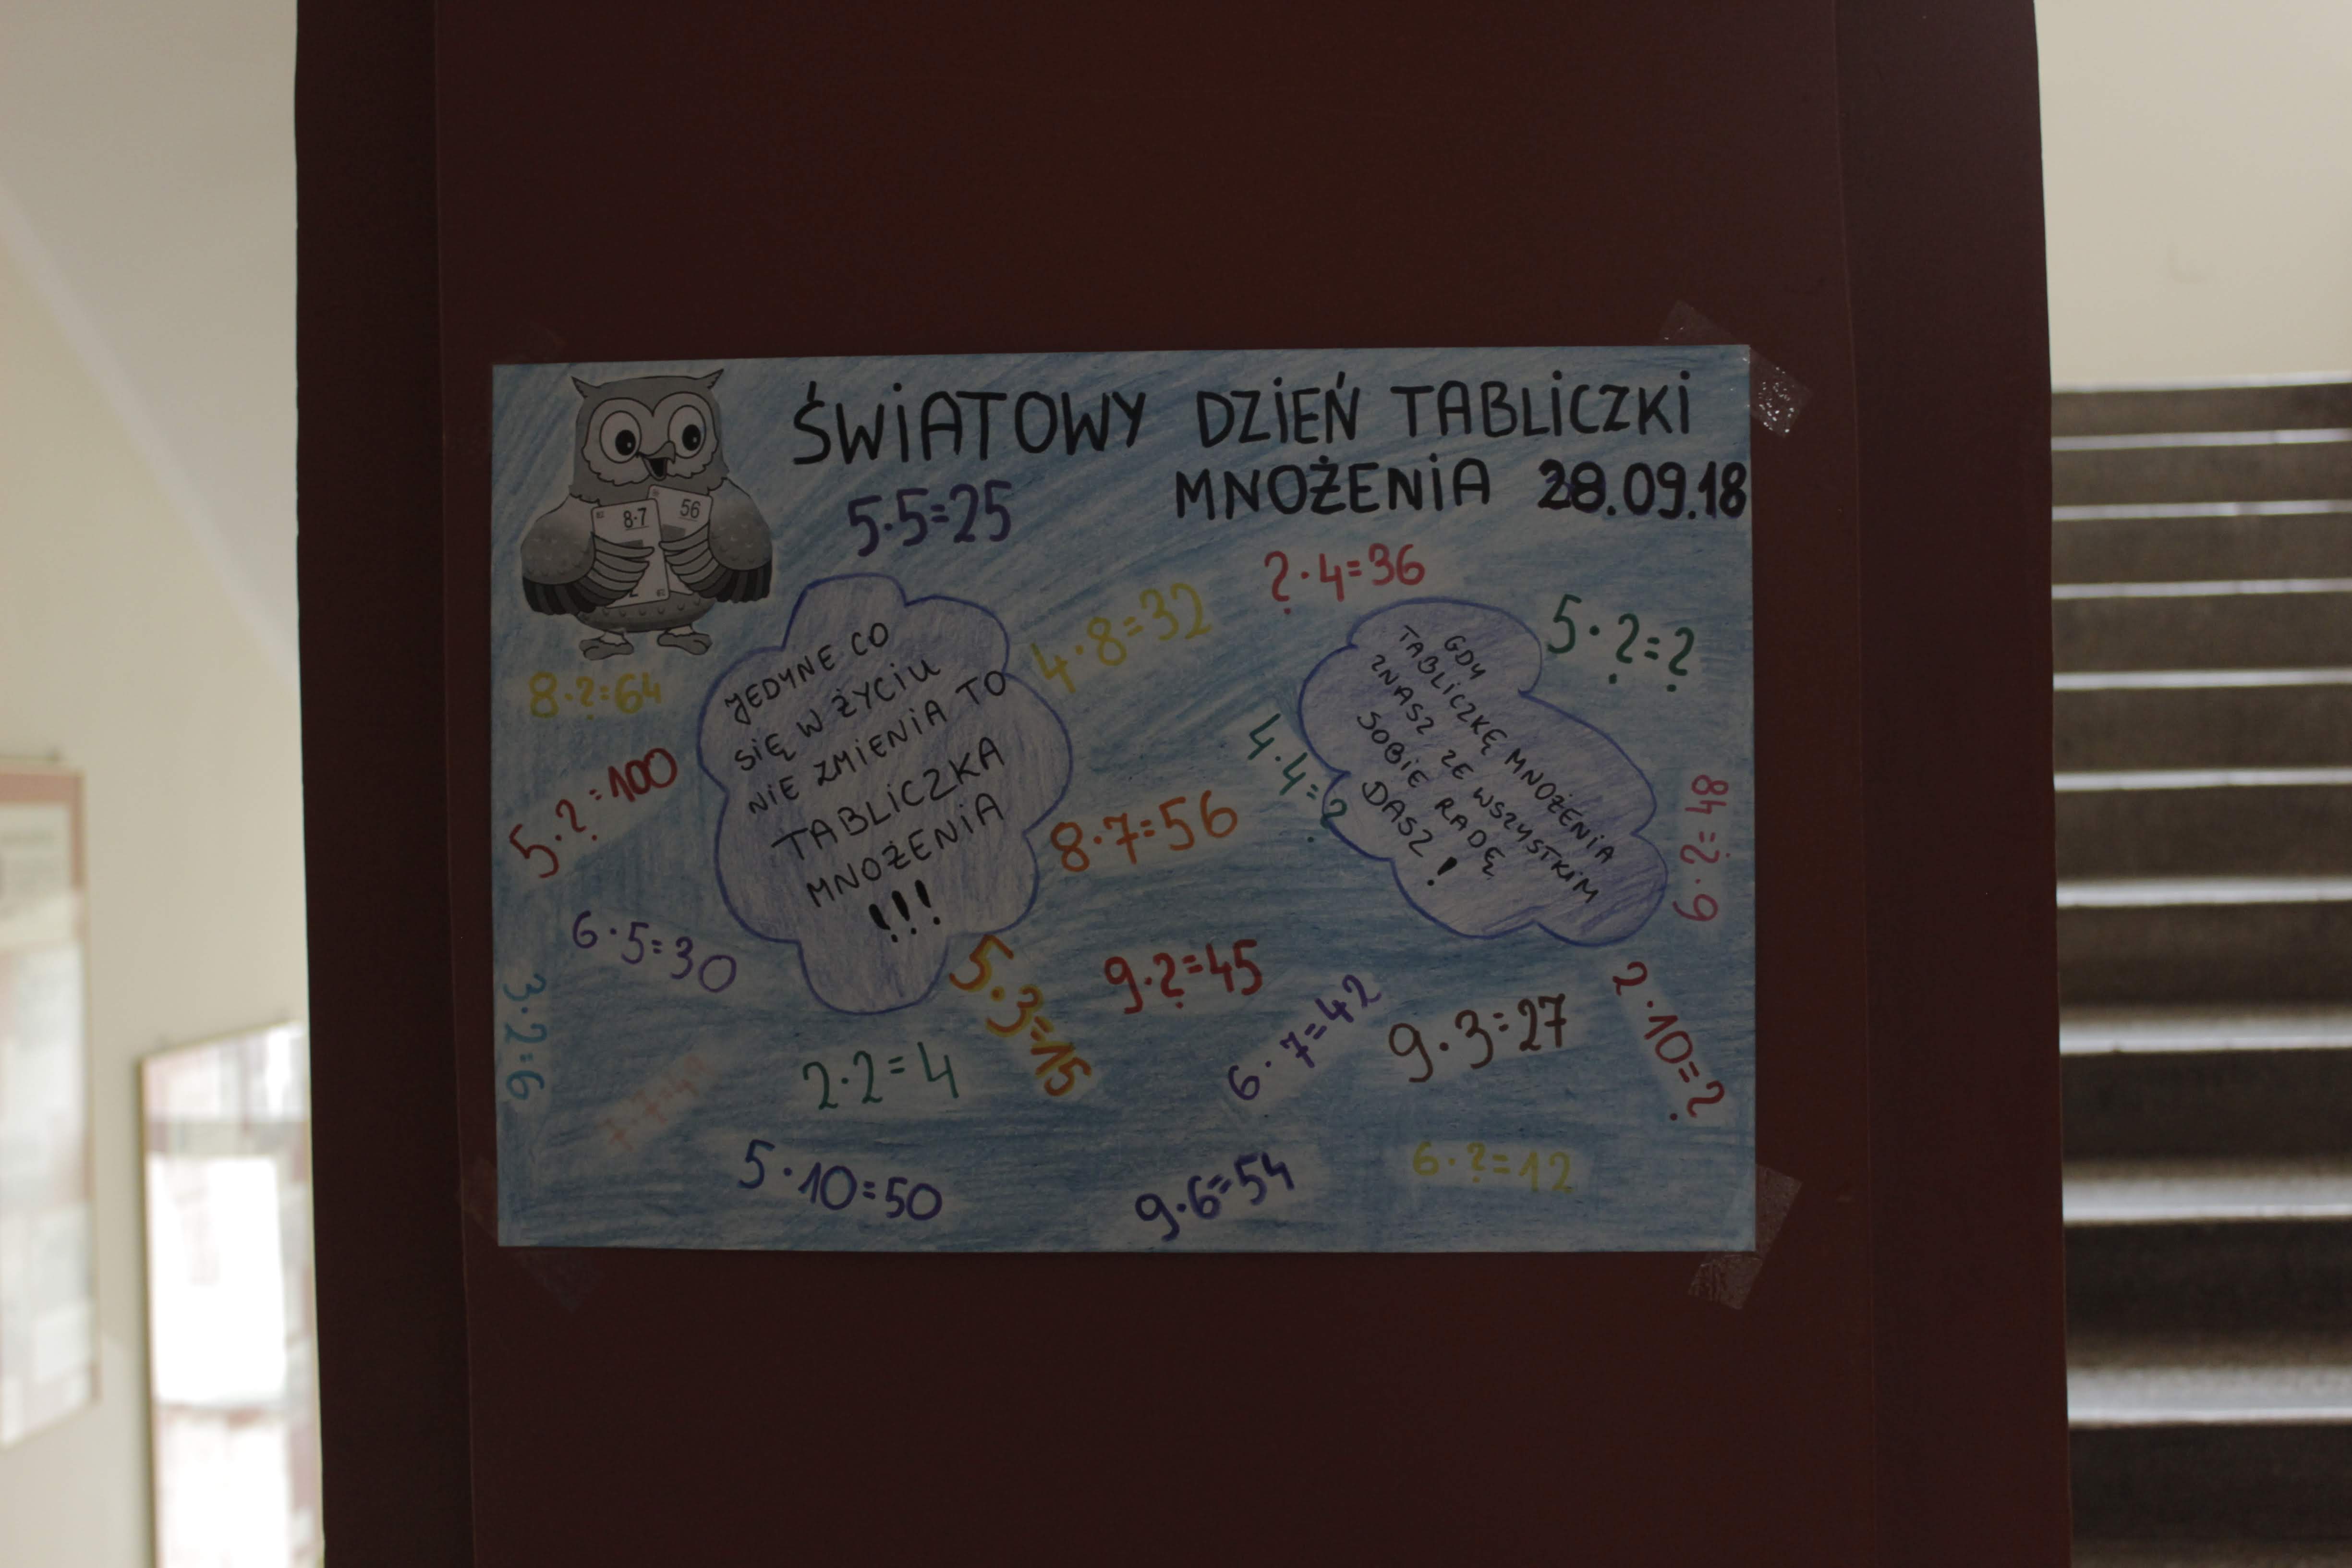 ŚWIATOWY DZIEŃ TABLICZKI
MNOŻENIA 28.09.18
8·7
56
5·5=25
?·4=36
4·8=32
5·?=?
8·?=64
JEDYNE CO
SIĘ W ŻYCIU
NIE ZMIENIA TO
TABLICZKA
MNOŻENIA
!!!
GDY
TABLICZKĘ MNOŻENIA
ZNASZ ZE WSZYSTKIM
SOBIE RADĘ
DASZ!
4·4=?
5·?=100
8·7=56
6·?=48
6·5=30
5·3=15
9·?=45
6·7=42
9·3=27
2·10=?
3·2=6
2·2=4
5·10=50
9·6=54
6·?=12